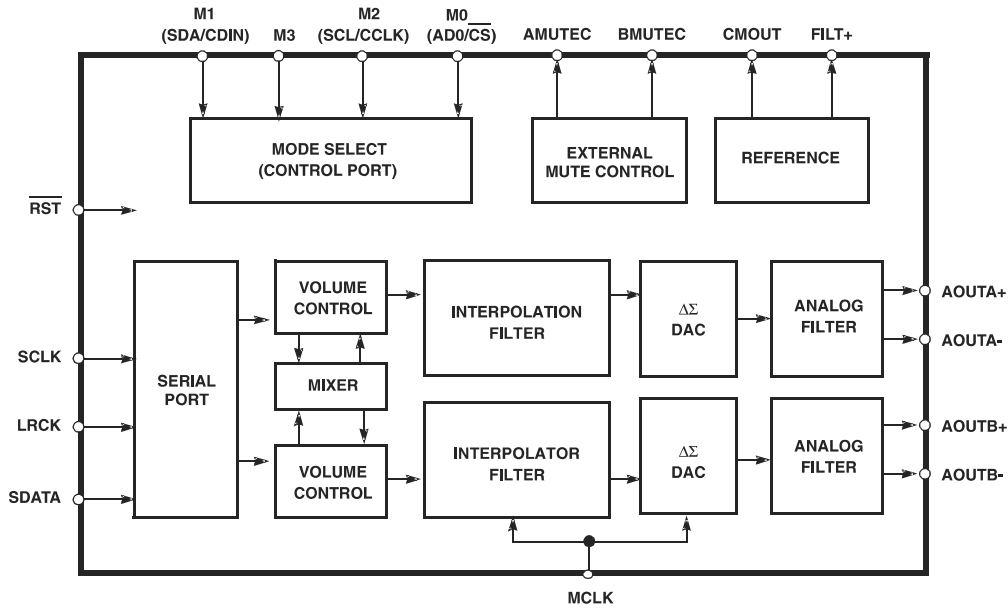 M1
(SDA/CDIN)
M3
M2
(SCL/CCLK)
M0
(AD0/CS)
AMUTEC
BMUTEC
CMOUT
FILT+
MODE SELECT
(CONTROL PORT)
EXTERNAL
MUTE CONTROL
REFERENCE
RST
SERIAL
PORT
VOLUME
CONTROL
INTERPOLATION
FILTER
ΔΣ
DAC
ANALOG
FILTER
AOUTA+
AOUTA-
SCLK
MIXER
LRCK
VOLUME
CONTROL
INTERPOLATOR
FILTER
ΔΣ
DAC
ANALOG
FILTER
AOUTB+
AOUTB-
SDATA
MCLK